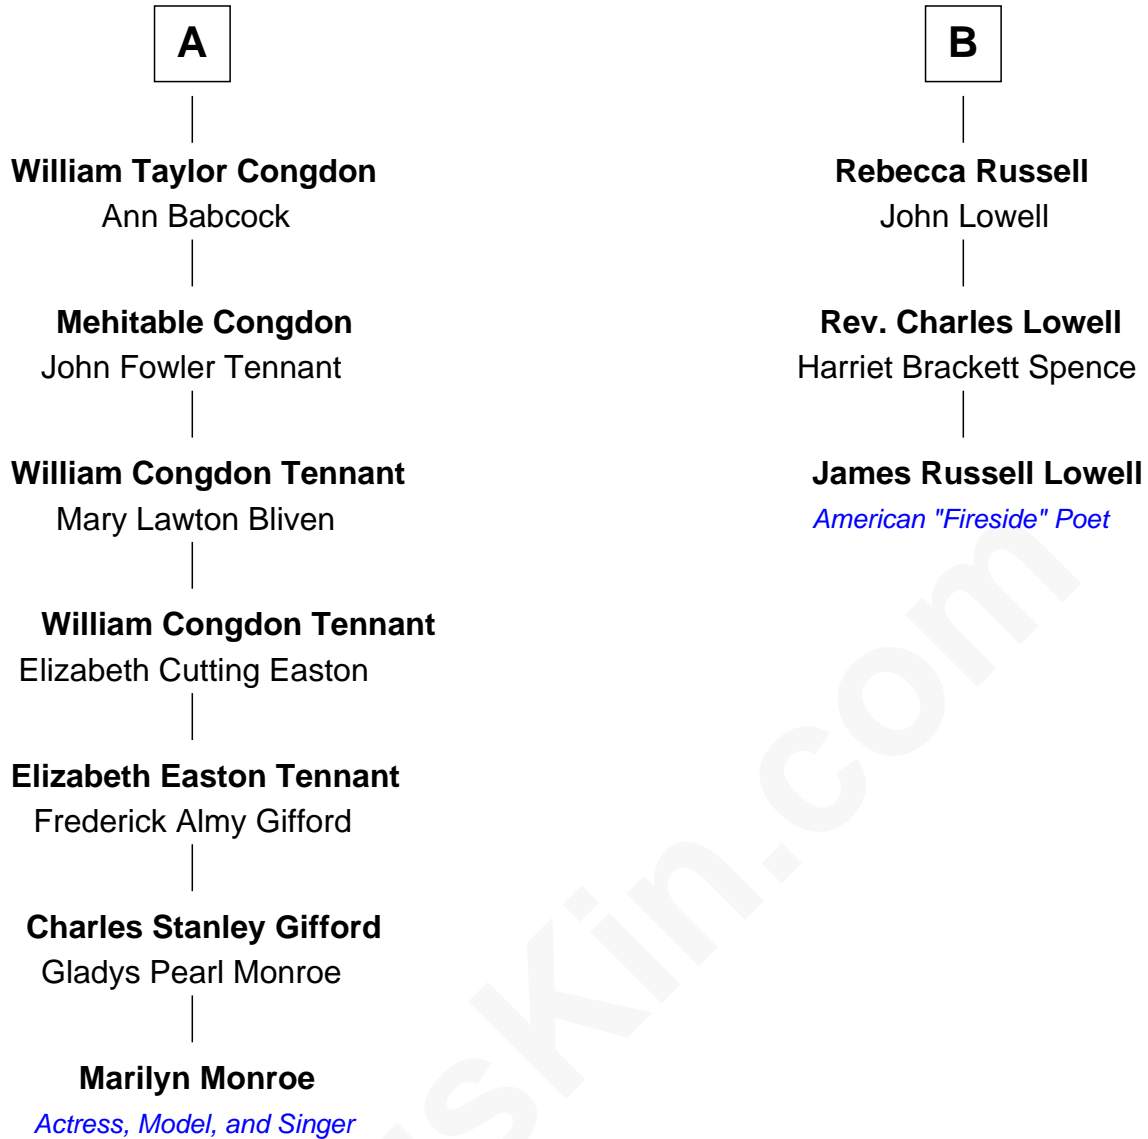 A
William Taylor Congdon
Ann Babcock
Mehitable Congdon
John Fowler Tennant
William Congdon Tennant
Mary Lawton Bliven
William Congdon Tennant
Elizabeth Cutting Easton
Elizabeth Easton Tennant
Frederick Almy Gifford
Charles Stanley Gifford
Gladys Pearl Monroe
Marilyn Monroe
Actress, Model, and Singer
B
Rebecca Russell
John Lowell
Rev. Charles Lowell
Harriet Brackett Spence
James Russell Lowell
American "Fireside" Poet
usKin.com